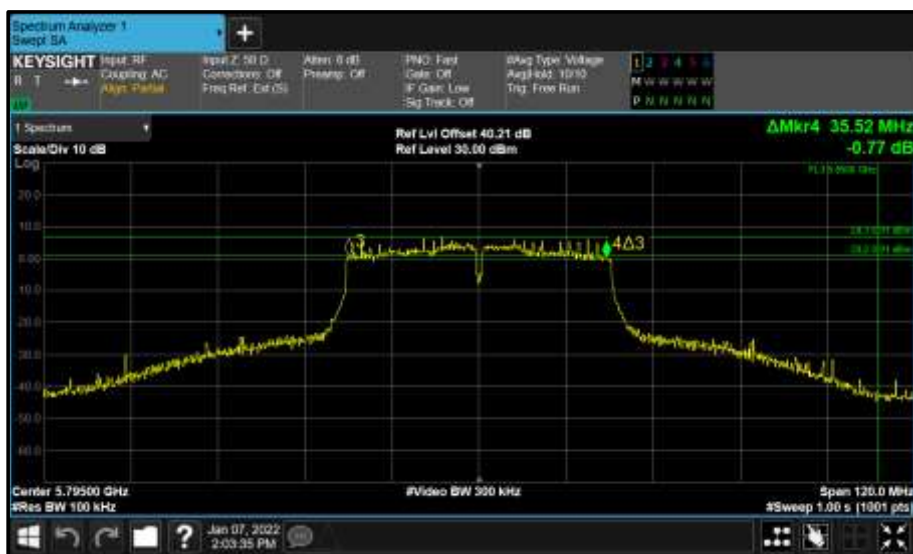 Spectrum Analyzer 1
Swept SA
KEYSIGHT
R T
Input: RF
Coupling: AC
Align: Partial
Input Z: 50 Ω
Corrections: Off
Freq Ref: Ext (S)
Atten: 0 dB
Preamp: Off
PNO: Fast
Gate: Off
IF Gain: Low
Sig Track: Off
#Avg Type: Voltage
Avg|Hold: 10/10
Trig: Free Run
1 2 3 4 5 6
M W W W W W
P N N N N N
1 Spectrum
Scale/Div 10 dB
Log
Ref Lvl Offset 40.21 dB
Ref Level 30.00 dBm
ΔMkr4 35.52 MHz
-0.77 dB
20.0
10.0
0.00
-10.0
-20.0
-30.0
-40.0
-50.0
-60.0
4Δ3
Center 5.79500 GHz
#Res BW 100 kHz
#Video BW 300 kHz
Span 120.0 MHz
#Sweep 1.00 s (1001 pts)
Jan 07, 2022
2:03:35 PM